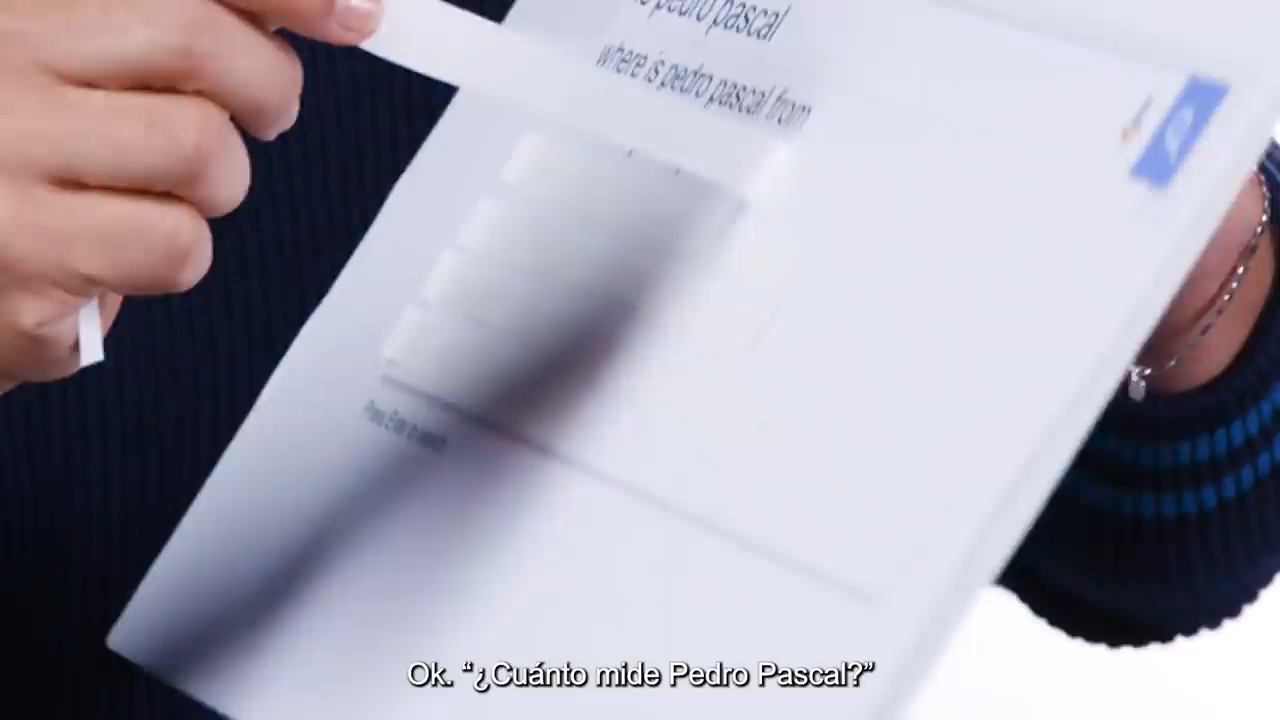 pedro pascal
where is pedro pascal from
Ok. “¿Cuánto mide Pedro Pascal?”